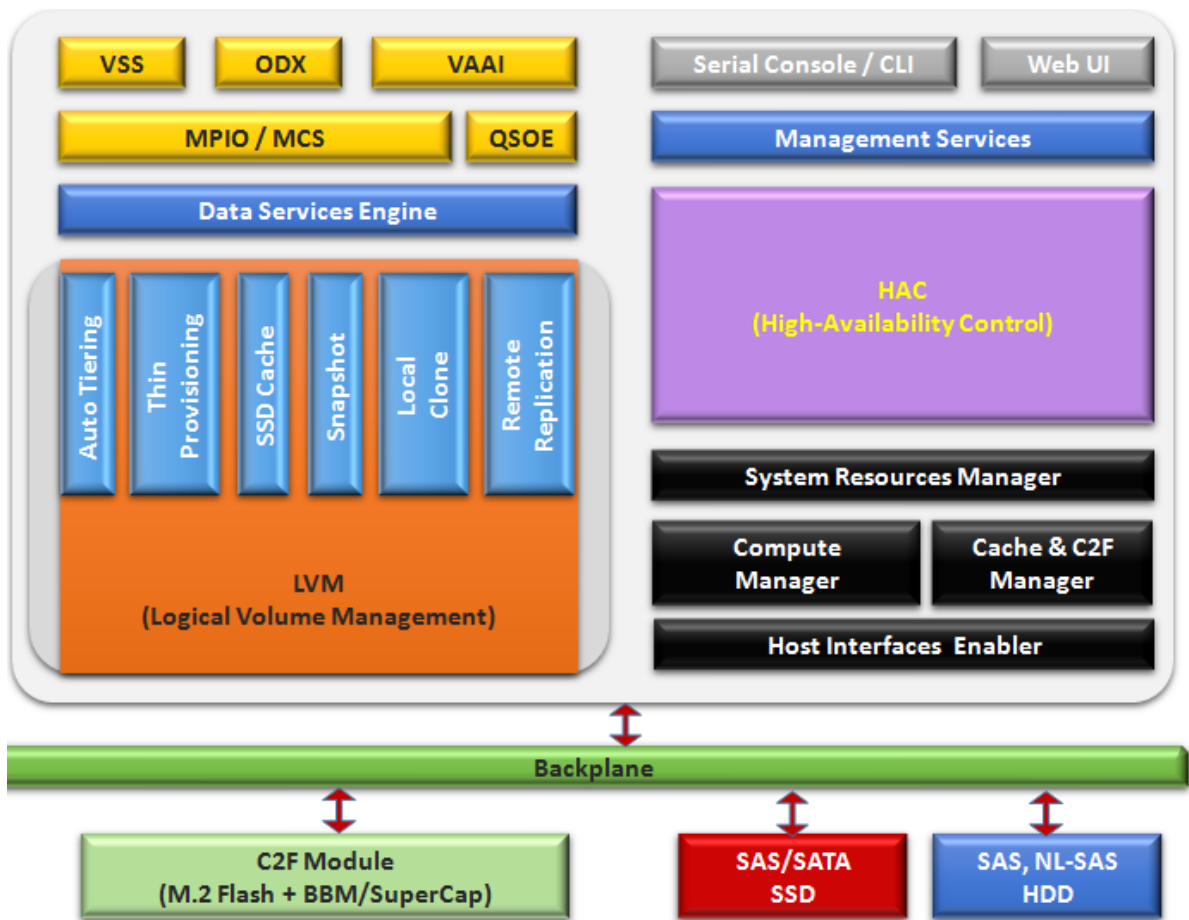 VSS
ODX
VAAI
MPIO / MCS
QSOE
Data Services Engine
Auto Tiering
Thin
Provisioning
SSD Cache
Snapshot
Local
Clone
Remote
Replication
LVM
(Logical Volume Management)
Serial Console / CLI
Web UI
Management Services
HAC
(High-Availability Control)
System Resources Manager
Compute
Manager
Cache & C2F
Manager
Host Interfaces Enabler
Backplane
C2F Module
(M.2 Flash + BBM/SuperCap)
SAS/SATA
SSD
SAS, NL-SAS
HDD